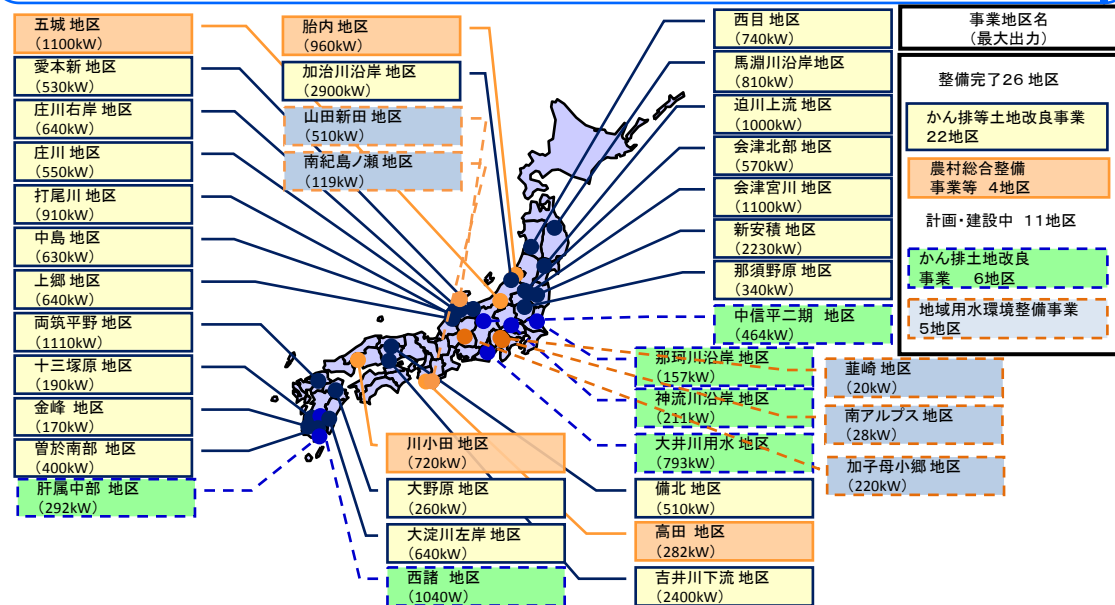 五城 地区
（1100kW）
愛本新 地区
（530kW）
庄川右岸 地区
（640kW）
庄川 地区
（550kW）
打尾川 地区
（910kW）
中島 地区
（630kW）
上郷 地区
（640kW）
両筑平野 地区
（1110kW）
十三塚原 地区
（190kW）
金峰 地区
（170kW）
曽於南部 地区
（400kW）
肝属中部 地区
（292kW）
胎内 地区
（960kW）
加治川沿岸 地区
（2900kW）
山田新田 地区
（510kW）
南紀島ノ瀬 地区
（119kW）
川小田 地区
（720kW）
大野原 地区
（260kW）
大淀川左岸 地区
（640kW）
西諸 地区
（1040W）
西目 地区
（740kW）
馬淵川沿岸地区
（810kW）
迫川上流 地区
（1000kW）
会津北部 地区
（570kW）
会津宮川 地区
（1100kW）
新安積 地区
（2230kW）
那須野原 地区
（340kW）
中信平二期 地区
（464kW）
那珂川沿岸 地区
（157kW）
神流川沿岸 地区
（211kW）
大井川用水 地区
（793kW）
備北 地区
（510kW）
高田 地区
（282kW）
吉井川下流 地区
（2400kW）
韮崎 地区
（20kW）
南アルプス 地区
（28kW）
加子母小郷 地区
（220kW）
事業地区名
（最大出力）
整備完了26 地区
かん排等土地改良事業
22地区
農村総合整備
事業等 4地区
計画・建設中 11地区
かん排土地改良
事業 6地区
地域用水環境整備事業
5地区